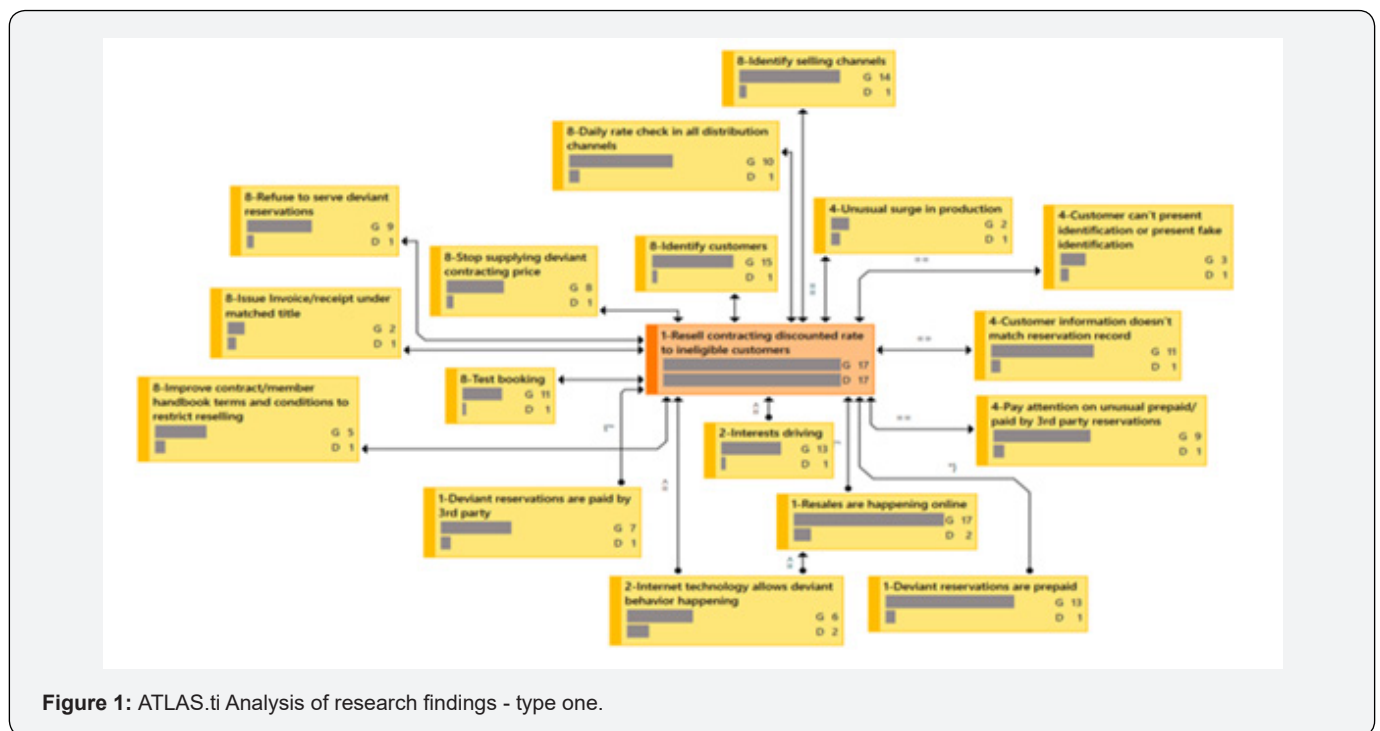 8-Identify selling channels
G 14
D 1
8-Daily rate check in all distribution
channels
G 10
D 1
8-Refuse to serve deviant
reservations
G 9
D 1
4-Unusual surge in production
G 2
D 1
4-Customer can't
present
identification or present fake
identification
G 3
D 1
8-Stop supplying deviant
contracting price
G 8
D 1
8-Identify customers
G 15
D 1
==
==
8-Issue Invoice/receipt under
matched title
G 2
D 1
1-Resell contracting discounted rate
to ineligible customers
G 17
D 17
==
4-Customer information doesn't
match reservation record
G 11
D 1
8-Test booking
G 11
D 1
8-Improve contract/member
handbook terms and conditions to
restrict reselling
G 5
D 1
2-Interests driving
G 13
D 1
==
4-Pay attention on unusual prepaid/
paid by 3rd party reservations
G 9
D 1
1-Deviant reservations are paid by
3rd party
G 7
D 1
1-Resales are happening online
G 17
D 2
2-Internet technology allows deviant
behavior happening
G 6
D 2
1-Deviant reservations are prepaid
G 13
D 1
Figure 1: ATLAS.ti Analysis of research findings - type one.